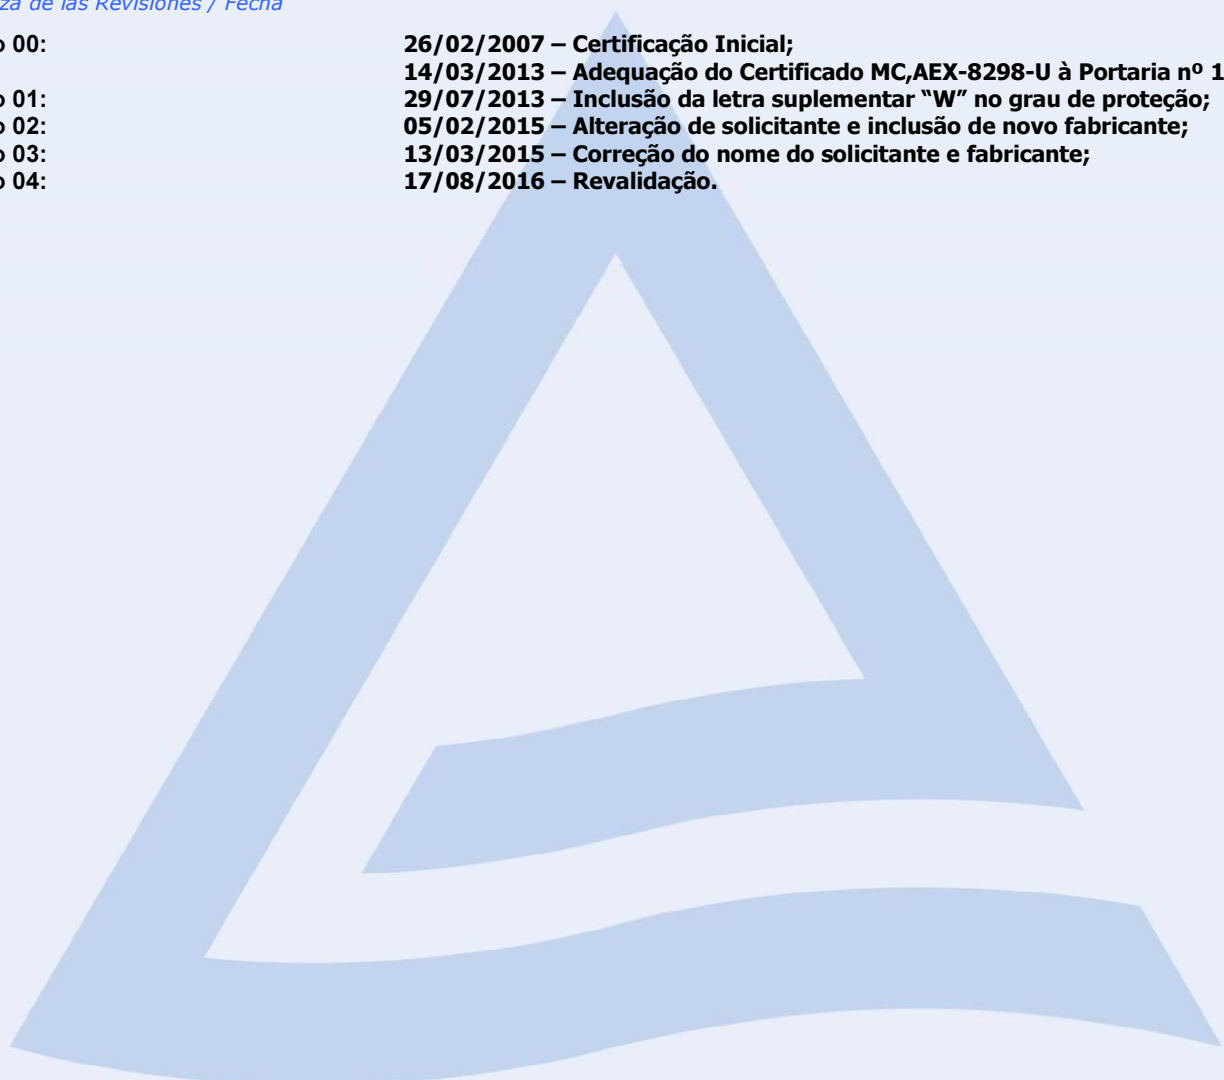 za de las Revisiones / Fecha
o 00: 26/02/2007 – Certificação Inicial;
14/03/2013 – Adequação do Certificado MC,AEX-8298-U à Portaria nº 1
o 01: 29/07/2013 – Inclusão da letra suplementar “W” no grau de proteção;
o 02: 05/02/2015 – Alteração de solicitante e inclusão de novo fabricante;
o 03: 13/03/2015 – Correção do nome do solicitante e fabricante;
o 04: 17/08/2016 – Revalidação.